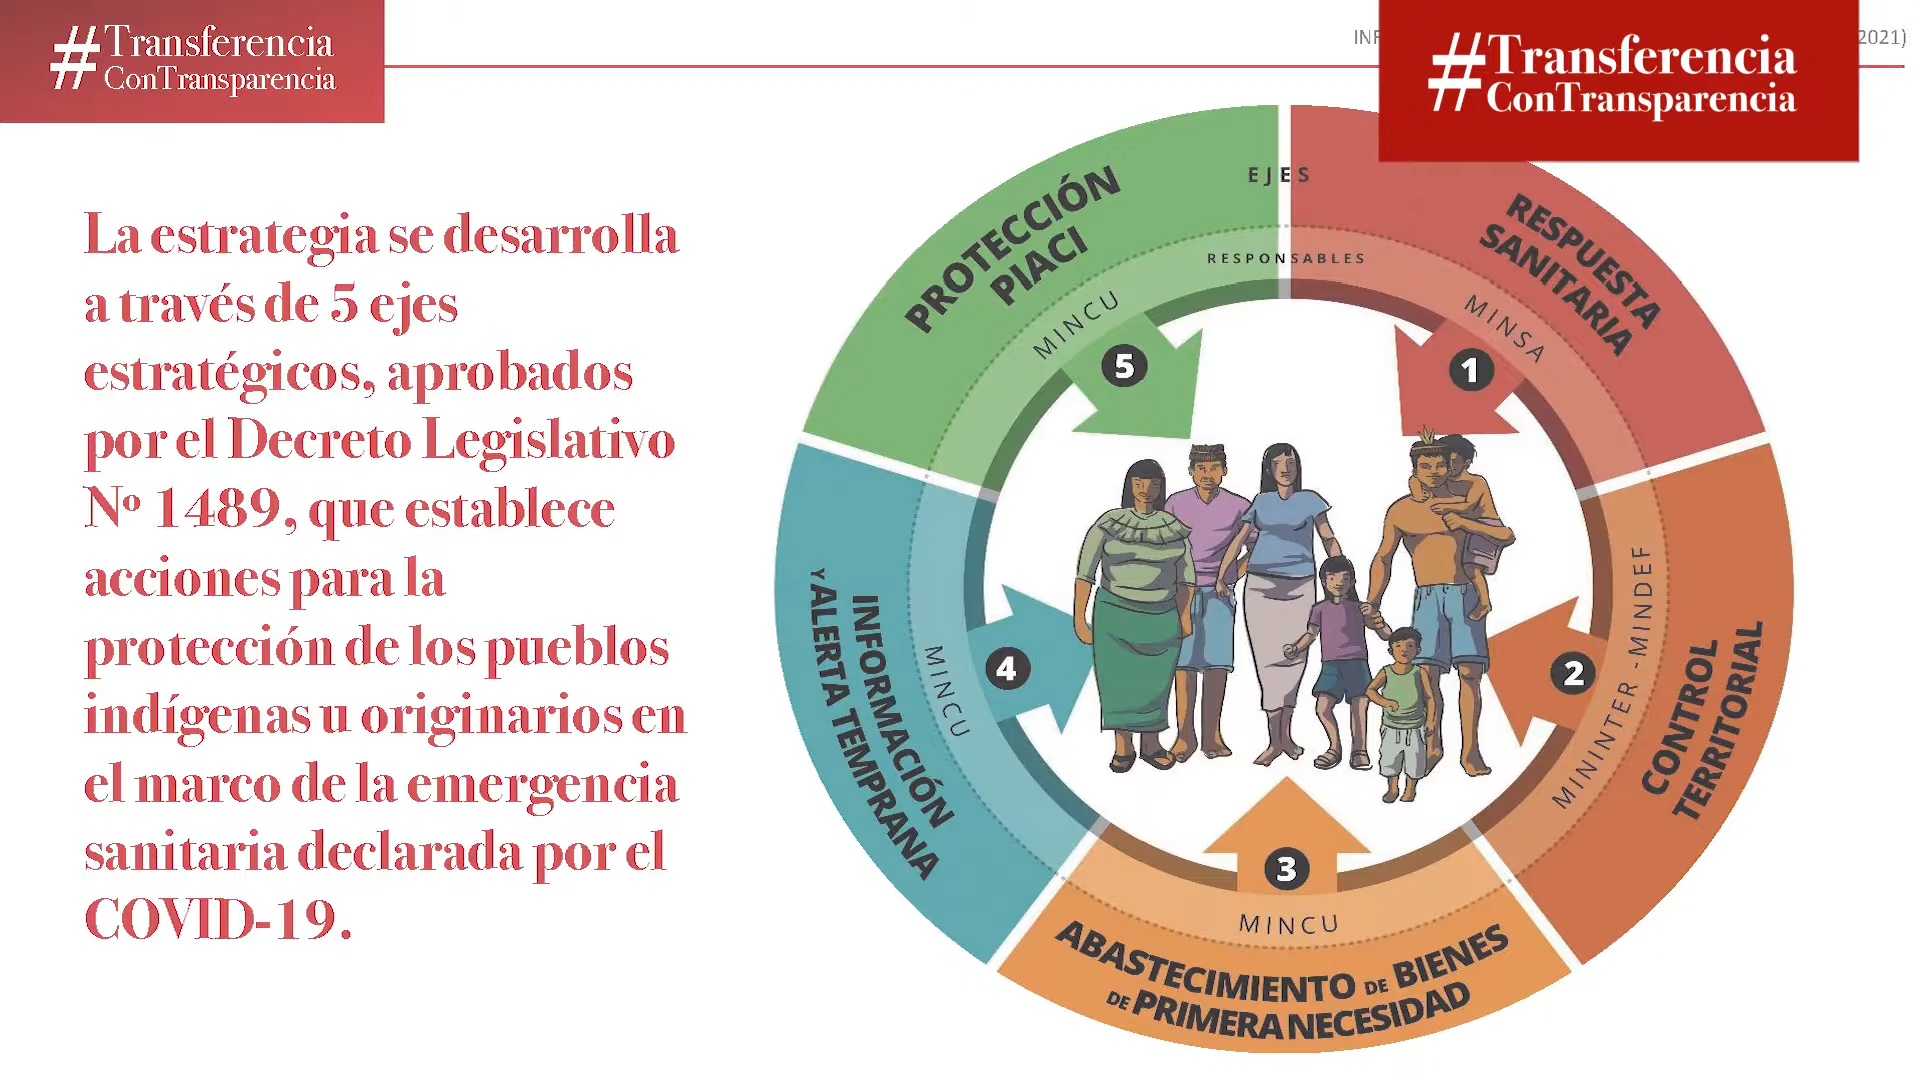 #Transferencia
ConTransparencia
2021)
#Transferencia
ConTransparencia
La estrategia se desarrolla
a través de 5 ejes
estratégicos, aprobados
por el Decreto Legislativo
Nº 1489, que establece
acciones para la
protección de los pueblos
indígenas u originarios en
el marco de la emergencia
sanitaria declarada por el
COVID-19.
EJES
RESPONSABLES
RESPUESTA
SANITARIA
MINSA
1
CONTROL
TERRITORIAL
MININTER - MINDEF
2
3
MINCU
ABASTECIMIENTO DE BIENES
DE PRIMERA NECESIDAD
INFORMACIÓN
Y ALERTA TEMPRANA
MINCU
4
PROTECCIÓN
PIACI
MINCU
5